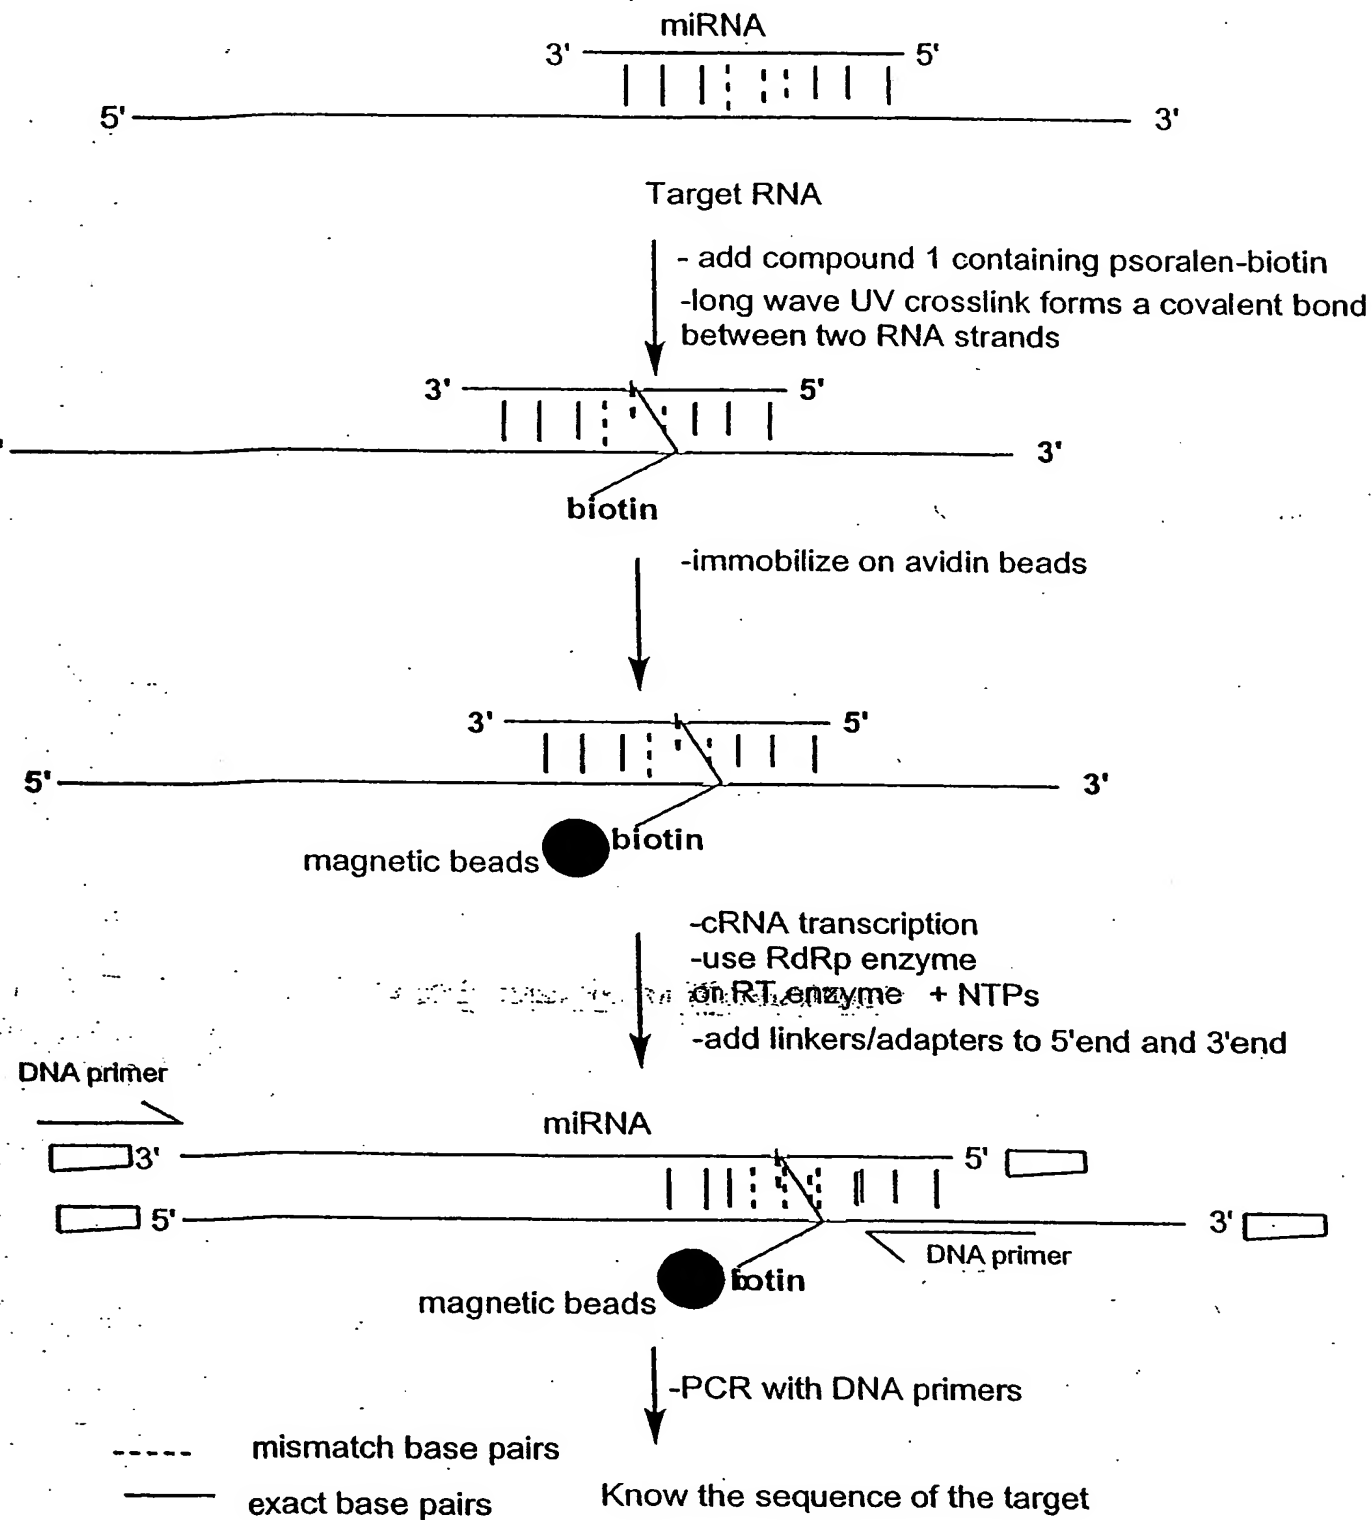 miRNA
3' 5'
5' 3'
Target RNA
- add compound 1 containing psoralen-biotin
-long wave UV crosslink forms a covalent bond
between two RNA strands
3' 5'
3'
biotin
-immobilize on avidin beads
3' 5'
5' 3'
biotin
magnetic beads
-cRNA transcription
-use RdRp enzyme
or RT enzyme + NTPs
-add linkers/adapters to 5'end and 3'end
DNA primer
miRNA
3' 5'
5' 3'
DNA primer
magnetic beads
-PCR with DNA primers
mismatch base pairs
exact base pairs
Know the sequence of the target